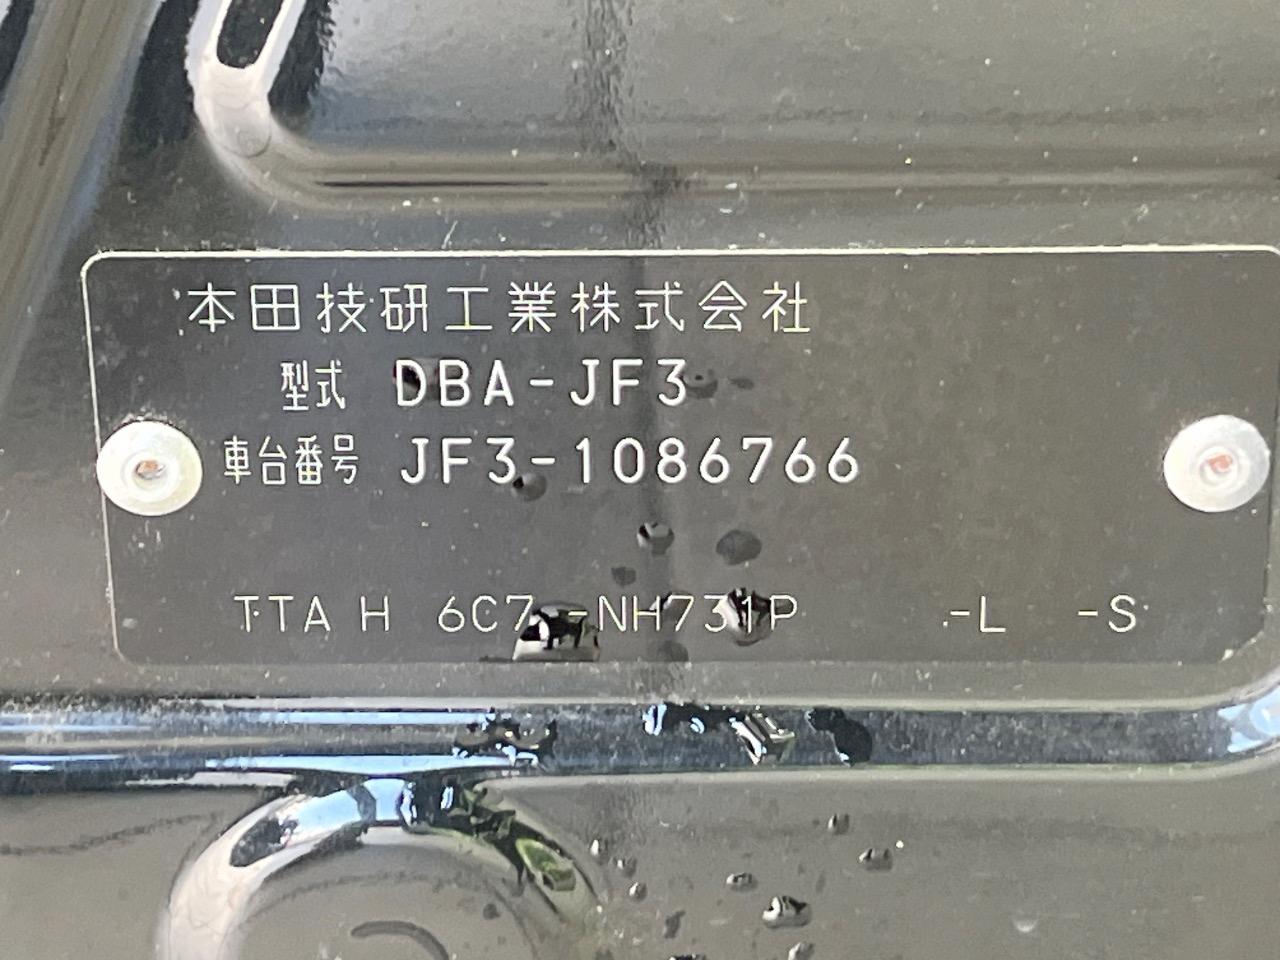 本田技研工業株式会社
型式 DBA-JF3
車台番号 JF3-1086766
TTA H 6C7 -NH731P -L -S